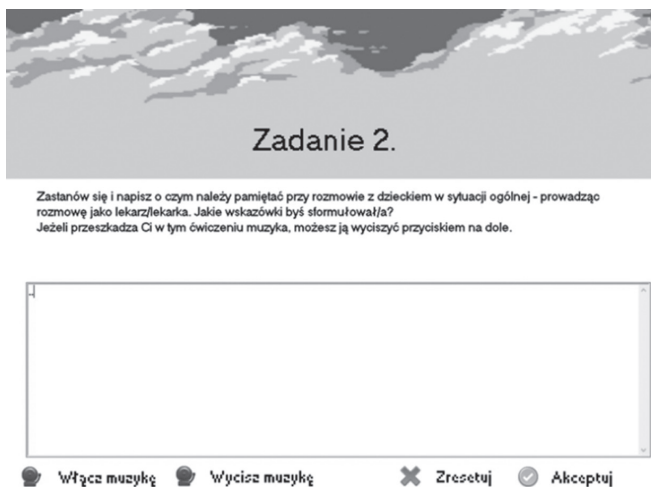 Zadanie 2.
Zastanów się i napisz o czym należy pamiętać przy rozmowie z dzieckiem w sytuacji ogólnej - prowadząc
rozmowę jako lekarz/lekarka. Jakie wskazówki byś sformułował/a?
Jeżeli przeszkadza Ci w tym ćwiczeniu muzyka, możesz ją wyciszyć przyciskiem na dole.
Włącz muzykę Wycisz muzykę Zresetuj Akceptuj